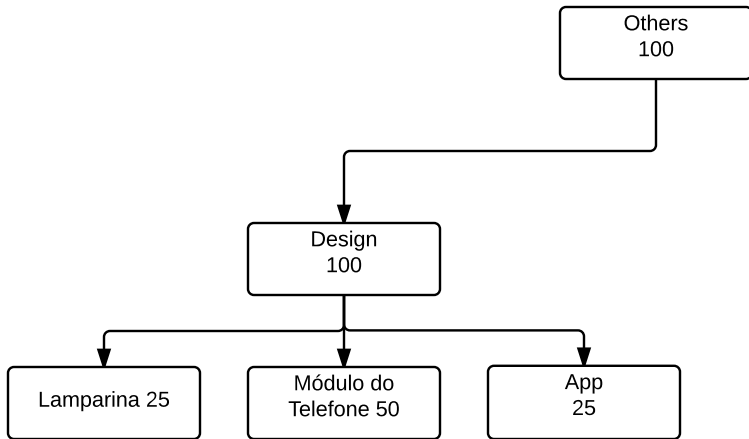 Others
100
Design
100
Lamparina 25
Módulo do
Telefone 50
App
25